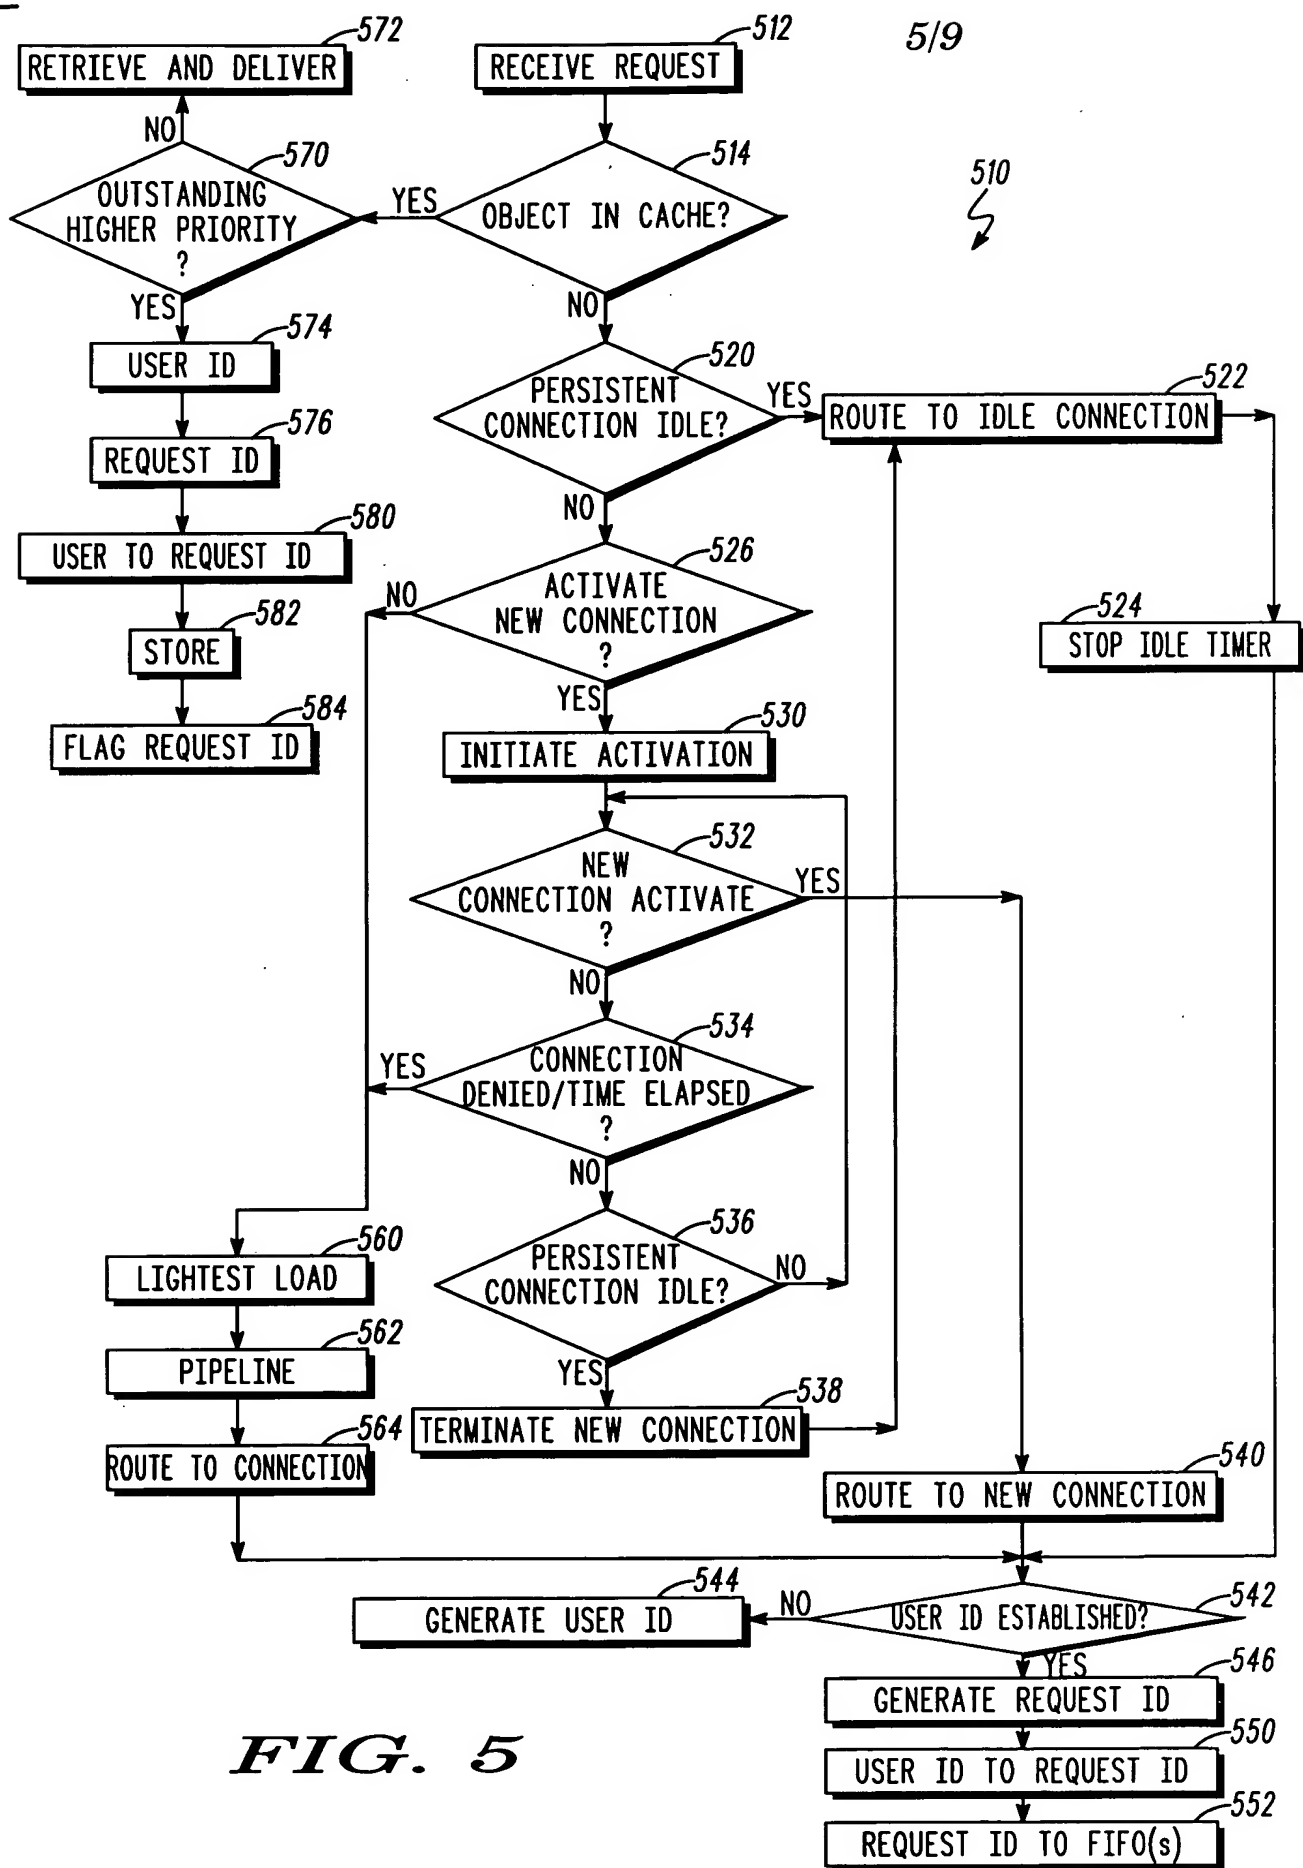 5/9
572
RETRIEVE AND DELIVER
512
RECEIVE REQUEST
NO
570
OUTSTANDING
HIGHER PRIORITY
?
YES
514
OBJECT IN CACHE?
510
YES
574
USER ID
576
REQUEST ID
580
USER TO REQUEST ID
582
STORE
584
FLAG REQUEST ID
NO
520
PERSISTENT
CONNECTION IDLE?
YES
522
ROUTE TO IDLE CONNECTION
NO
526
ACTIVATE
NEW CONNECTION
?
NO
524
STOP IDLE TIMER
YES
530
INITIATE ACTIVATION
532
NEW
CONNECTION ACTIVATE
?
YES
NO
534
CONNECTION
DENIED/TIME ELAPSED
?
YES
NO
536
PERSISTENT
CONNECTION IDLE?
NO
YES
538
TERMINATE NEW CONNECTION
560
LIGHTEST LOAD
562
PIPELINE
564
ROUTE TO CONNECTION
540
ROUTE TO NEW CONNECTION
542
USER ID ESTABLISHED?
NO
544
GENERATE USER ID
YES
546
GENERATE REQUEST ID
550
USER ID TO REQUEST ID
552
REQUEST ID TO FIFO(s)
FIG. 5